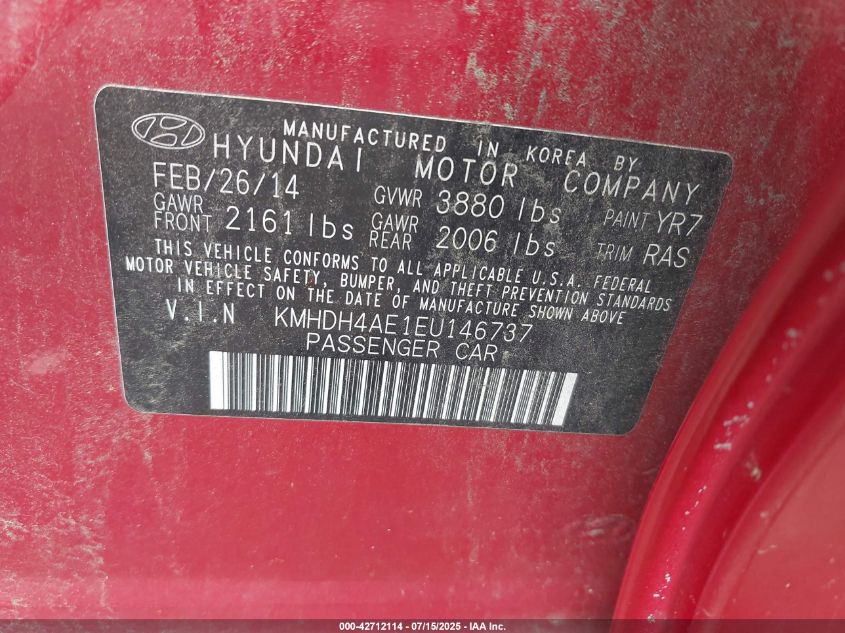 MANUFACTURED IN KOREA BY
HYUNDAI MOTOR COMPANY
FEB/26/14 GVWR 3880 lbs PAINT YR7
GAWR FRONT 2161 lbs GAWR REAR 2006 lbs TRIM RAS
THIS VEHICLE CONFORMS TO ALL APPLICABLE U.S.A. FEDERAL
MOTOR VEHICLE SAFETY, BUMPER, AND THEFT PREVENTION STANDARDS
IN EFFECT ON THE DATE OF MANUFACTURE SHOWN ABOVE
V.I.N KMHDH4AE1EU146737
PASSENGER CAR
000-42712114 - 07/15/2025 - IAA Inc.